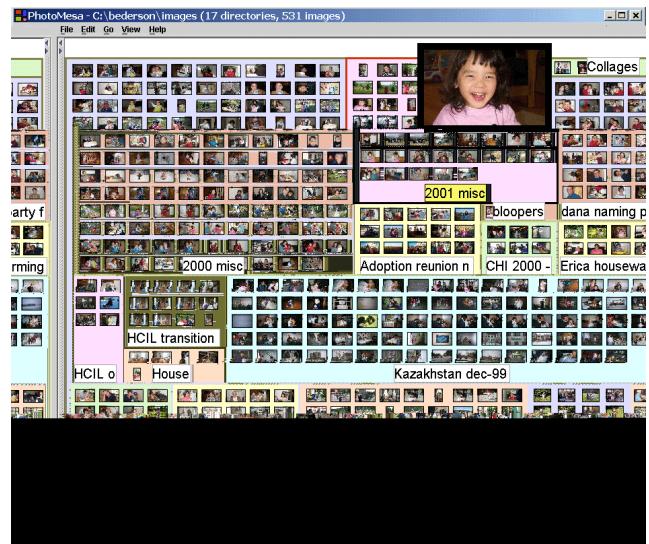 PhotoMesa - C:\bederson\images (17 directories, 531 images)
File Edit Go View Help
Collages
2001 misc
arty f
bloopers
dana naming p
rming
2000 misc
Adoption reunion n
CHI 2000 -
Erica housewa
HCIL transition
HCIL o
House
Kazakhstan dec-99